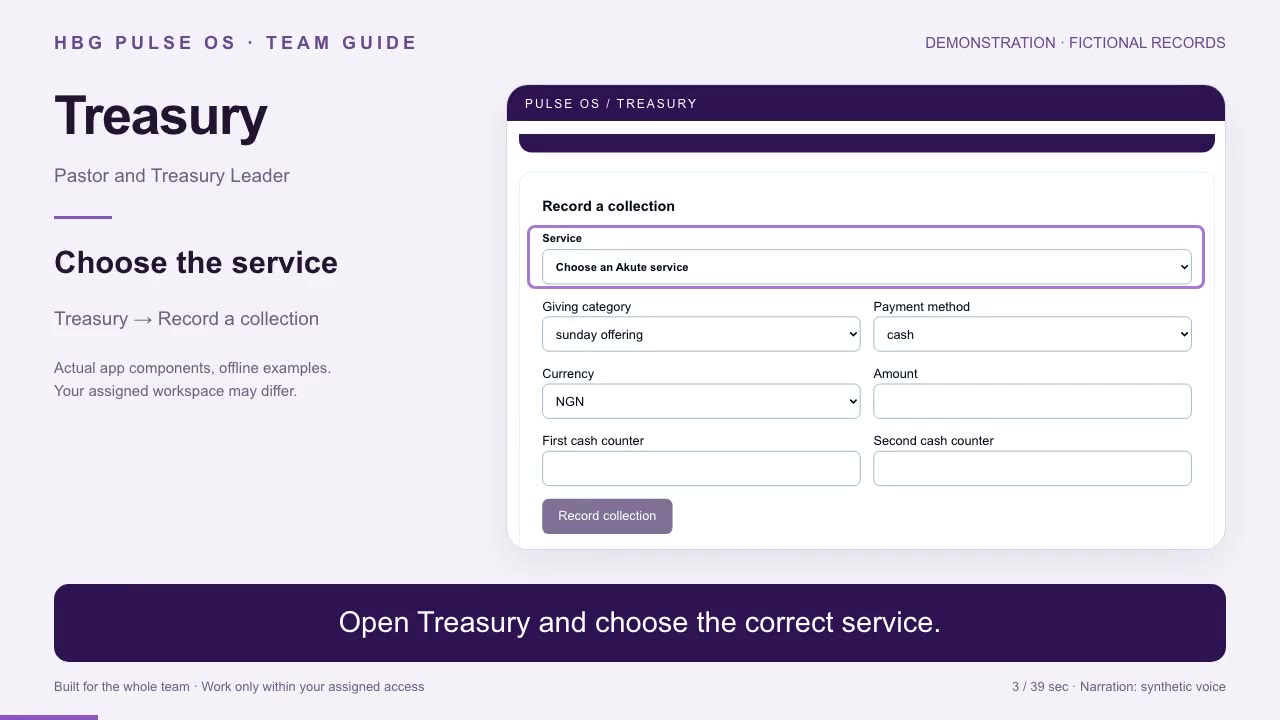 HBG PULSE OS · TEAM GUIDE
DEMONSTRATION · FICTIONAL RECORDS
Treasury
Pastor and Treasury Leader
Choose the service
Treasury → Record a collection
Actual app components, offline examples.
Your assigned workspace may differ.
PULSE OS / TREASURY
Record a collection
Service
Choose an Akute service
Giving category
Payment method
sunday offering
cash
Currency
Amount
NGN
First cash counter
Second cash counter
Record collection
Open Treasury and choose the correct service.
Built for the whole team · Work only within your assigned access
3 / 39 sec · Narration: synthetic voice